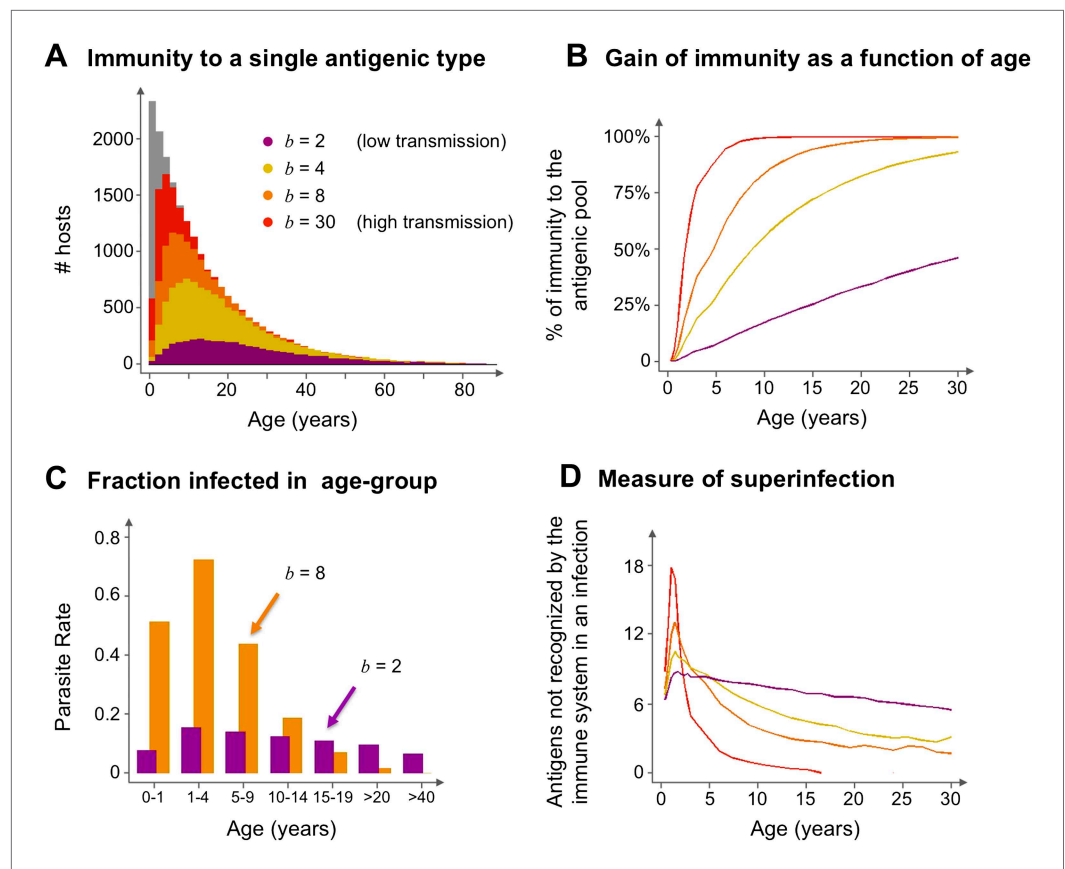 A Immunity to a single antigenic type
# hosts
2000
1500
1000
500
0
b = 2 (low transmission)
b = 4
b = 8
b = 30 (high transmission)
0 20 40 60 80
Age (years)
B Gain of immunity as a function of age
% of immunity to the
antigenic pool
100%
75%
50%
25%
0
0 5 10 15 20 25 30
Age (years)
C Fraction infected in age-group
Parasite Rate
0.8
0.6
0.4
0.2
0
b = 8
b = 2
0-1 1-4 5-9 10-14 15-19 >20 >40
Age (years)
D Measure of superinfection
Antigens not recognized by the
immune system in an infection
18
12
6
0
0 5 10 15 20 25 30
Age (years)